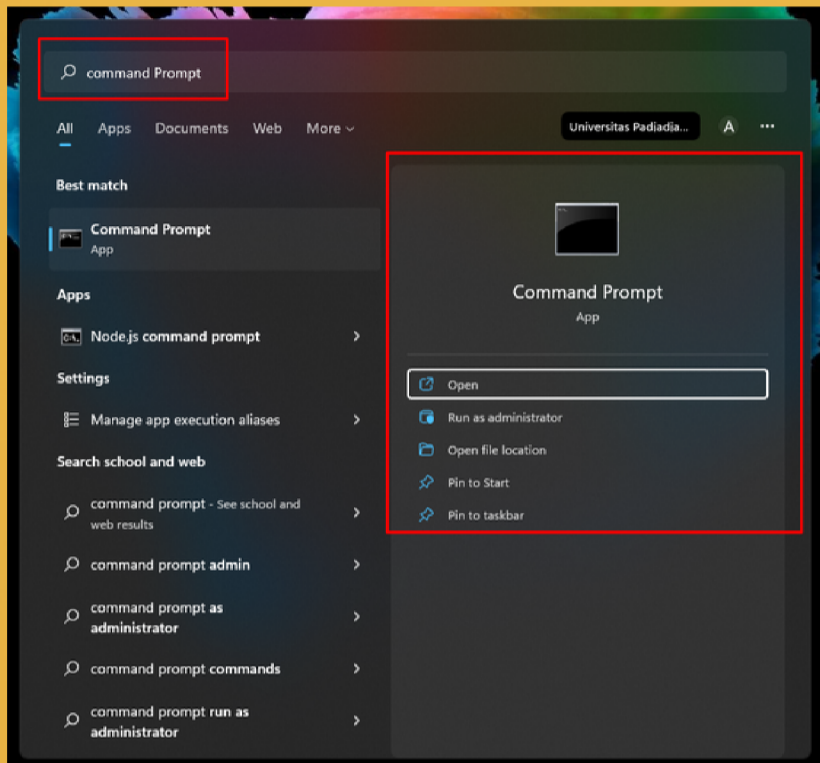 command Prompt
All Apps Documents Web More
Universitas Padjadja... A ...
Best match
Command Prompt
App
Apps
Node.js command prompt
Settings
Manage app execution aliases
Search school and web
command prompt - See school and
web results
command prompt admin
command prompt as
administrator
command prompt commands
command prompt run as
administrator
Command Prompt
App
Open
Run as administrator
Open file location
Pin to Start
Pin to taskbar